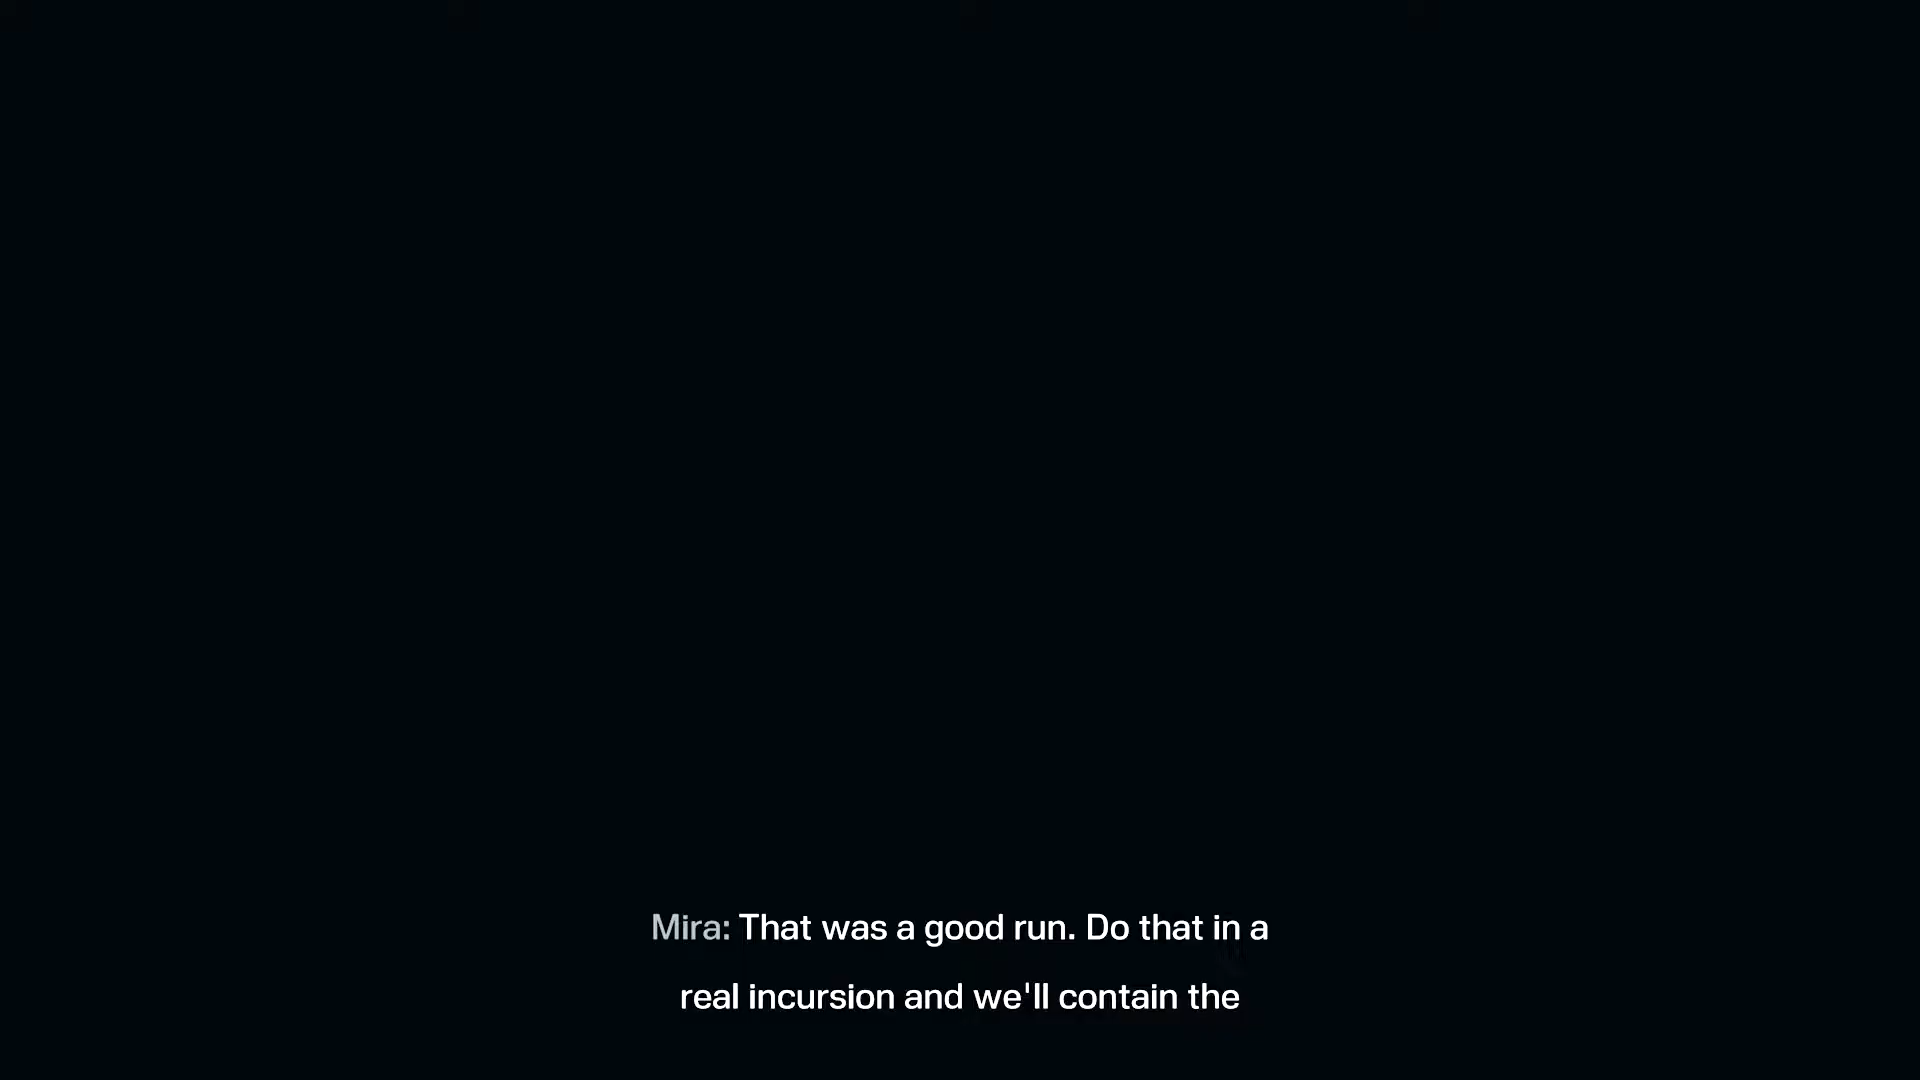 Mira: That was a good run. Do that in a
real incursion and we'll contain the